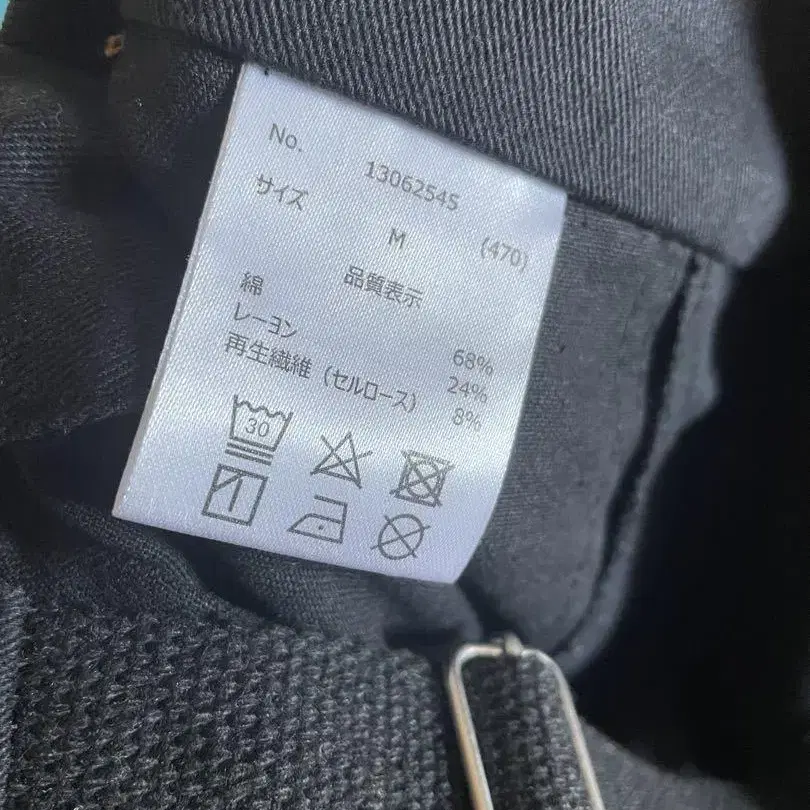 No. 13062545
サイズ M (470)
品質表示
綿 68%
レーヨン 24%
再生繊維（セルロース） 8%
30